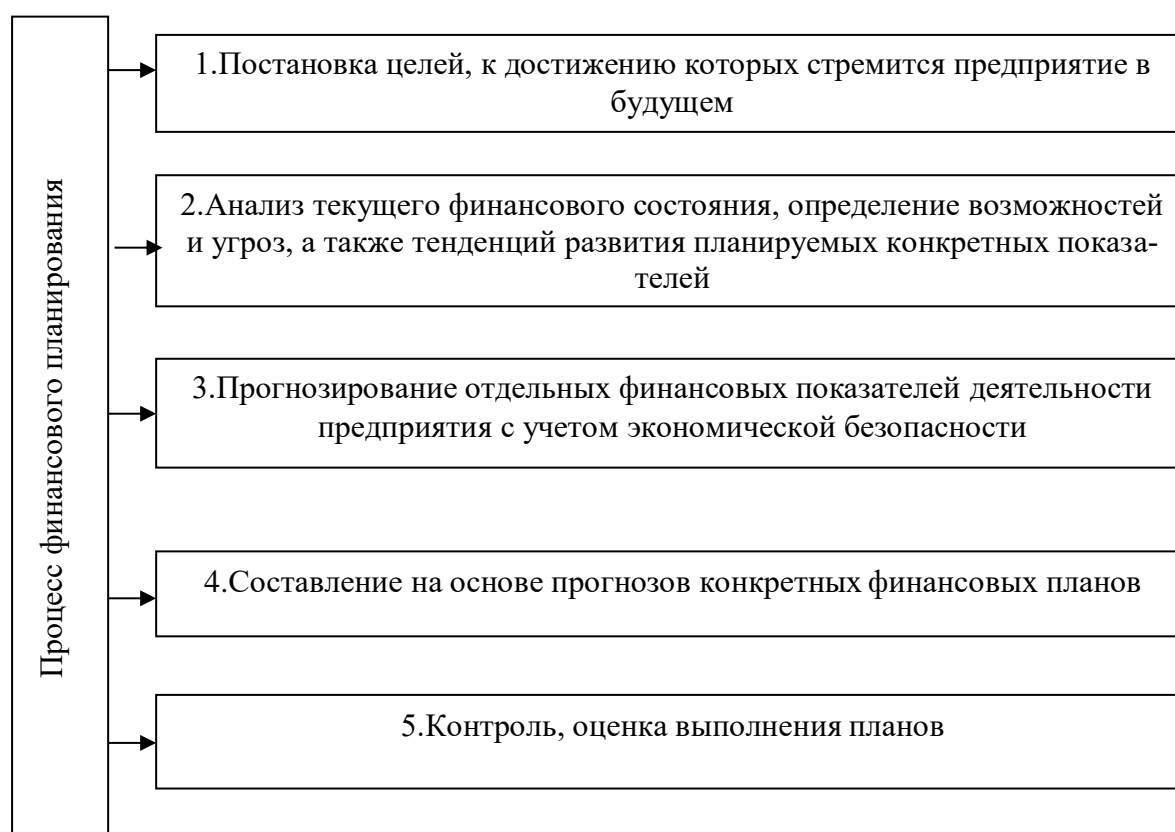 Процесс финансового планирования
1.Постановка целей, к достижению которых стремится предприятие в
будущем
2.Анализ текущего финансового состояния, определение возможностей
и угроз, а также тенденций развития планируемых конкретных показа-
телей
3.Прогнозирование отдельных финансовых показателей деятельности
предприятия с учетом экономической безопасности
4.Составление на основе прогнозов конкретных финансовых планов
5.Контроль, оценка выполнения планов